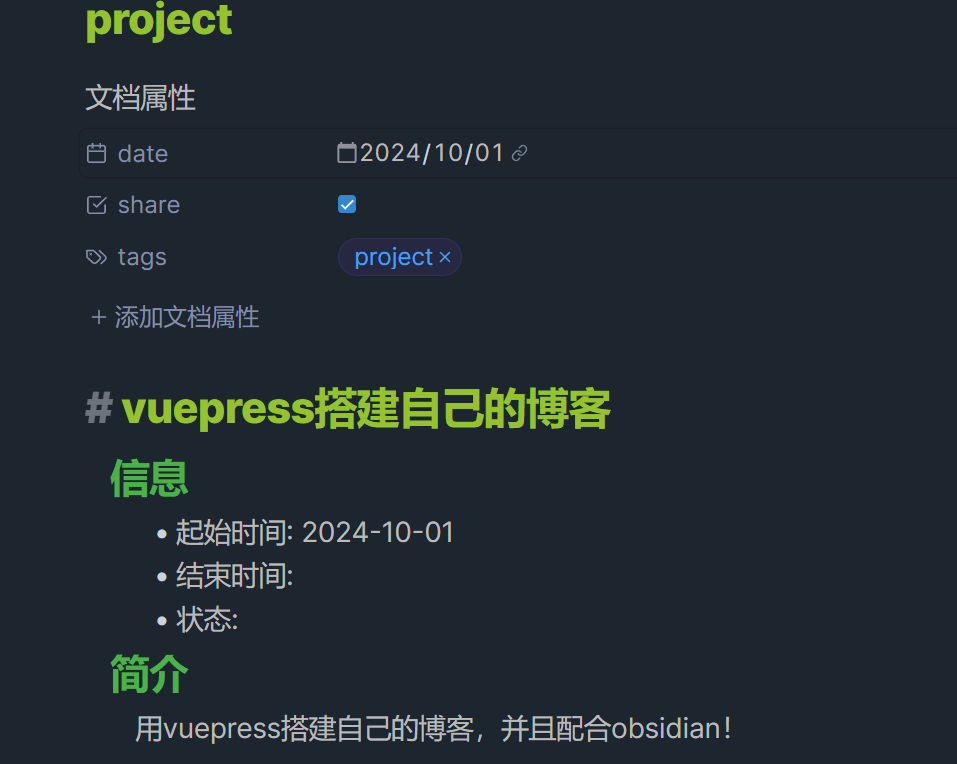 project
文档属性
date 2024/10/01
share
tags project ×
+ 添加文档属性
# vuepress搭建自己的博客
信息
• 起始时间: 2024-10-01
• 结束时间:
• 状态:
简介
用vuepress搭建自己的博客，并且配合obsidian！